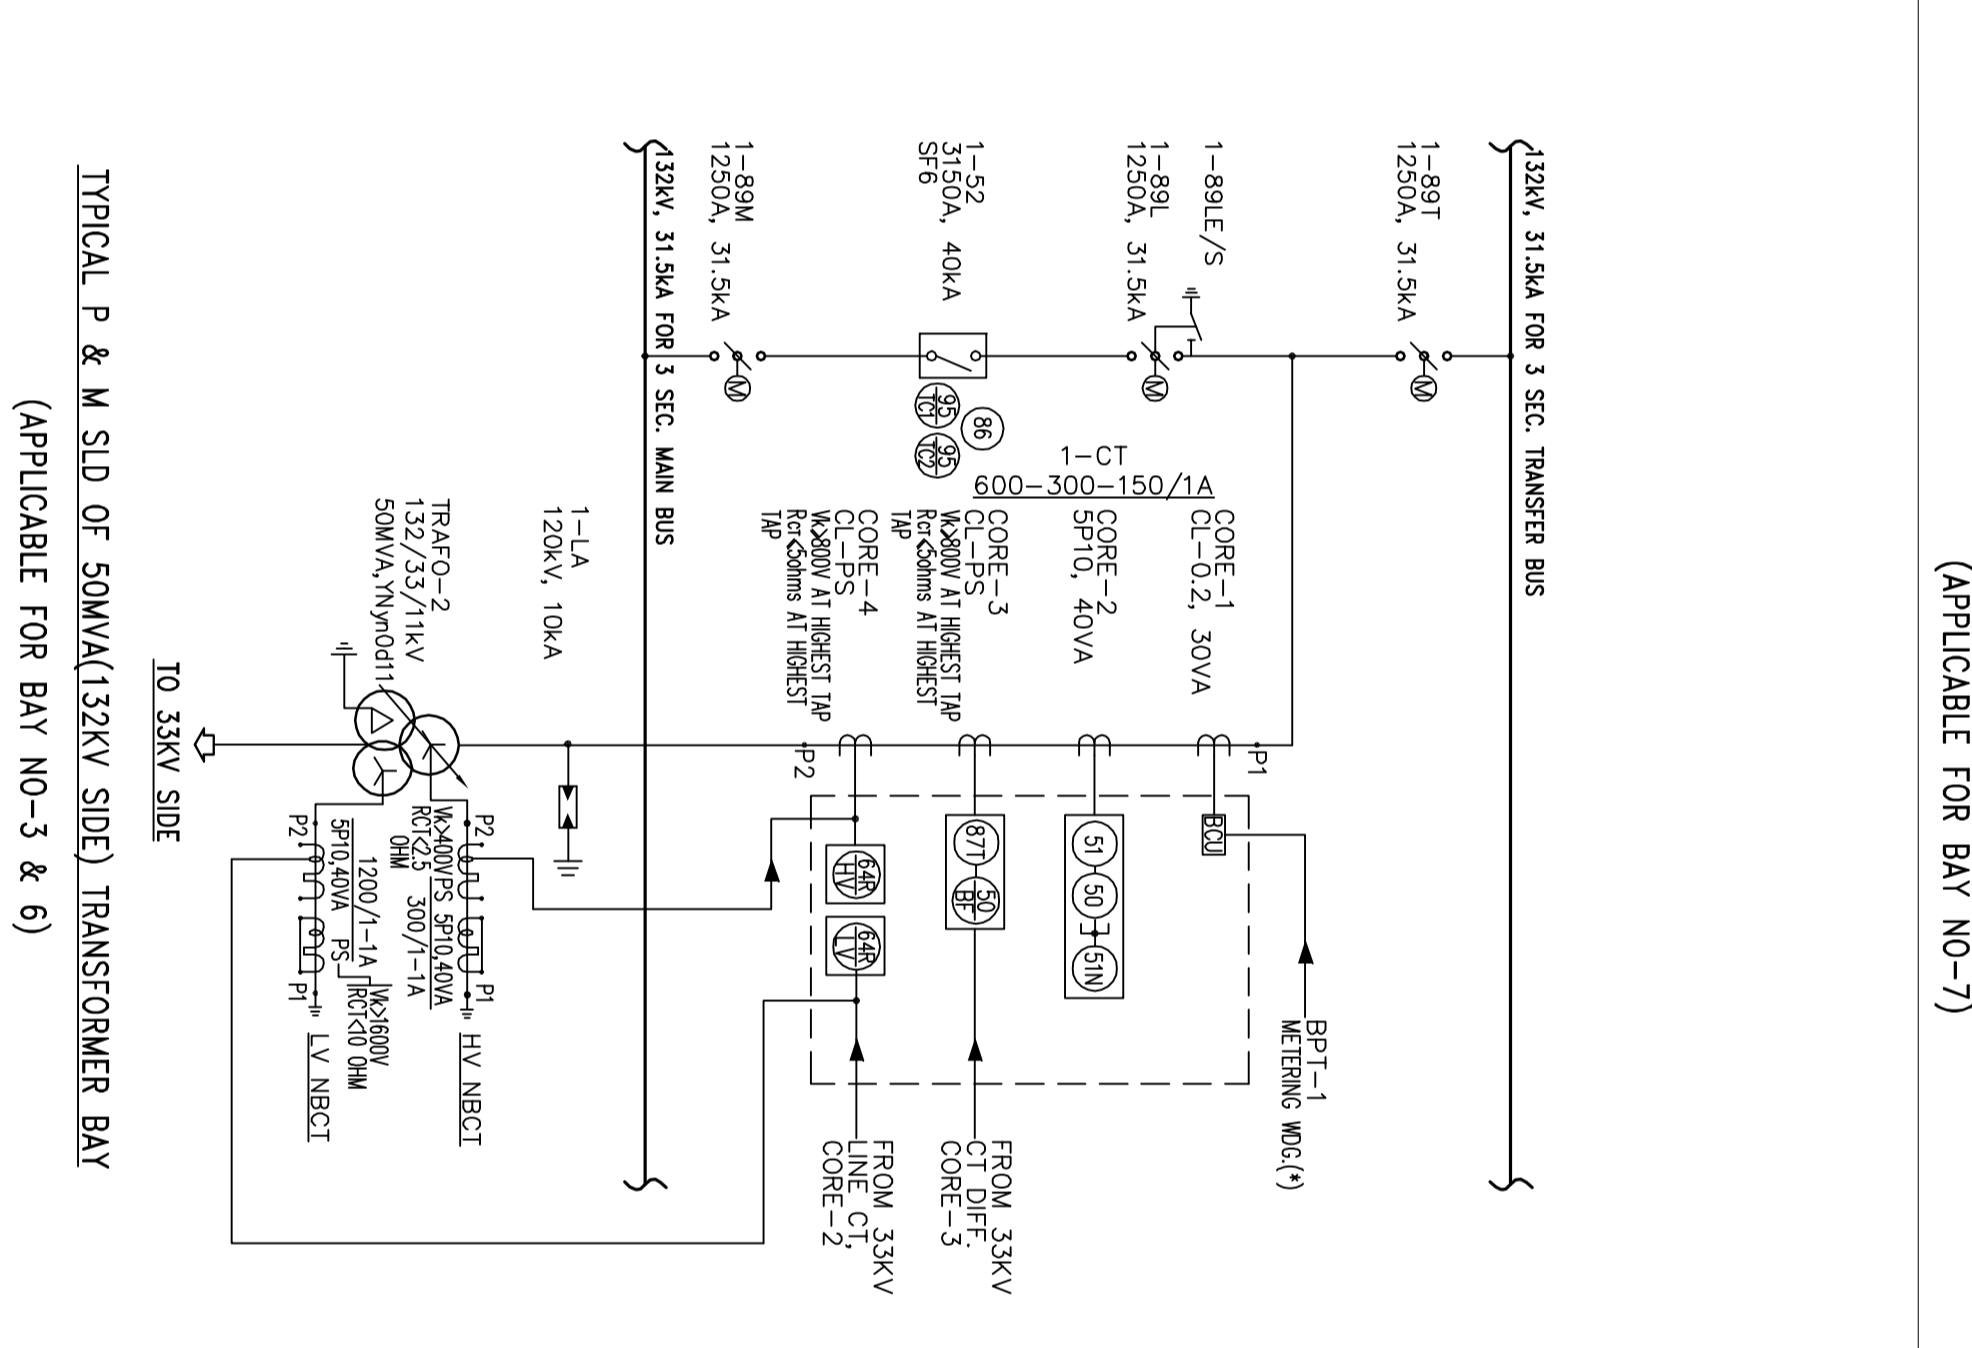 (APPLICABLE FOR BAY NO-7)
132kV, 31.5kA FOR 3 SEC. TRANSFER BUS
1-89T
1250A, 31.5kA
1-89LE/S
1-89L
1250A, 31.5kA
M
M
1-52
3150A, 40kA
SF6
86
95
TC1
95
TC2
1-89M
1250A, 31.5kA
M
132kV, 31.5kA FOR 3 SEC. MAIN BUS
1-CT
600-300-150/1A
CORE-1
CL-0.2, 30VA
CORE-2
5P10, 40VA
CORE-3
CL-PS
Vk>800V AT HIGHEST TAP
RCT<5ohms AT HIGHEST
TAP
CORE-4
CL-PS
Vk>800V AT HIGHEST TAP
RCT<5ohms AT HIGHEST
TAP
P1
P2
BCU
BPT-1
METERING WDG.(*)
51
50
51N
87T
50
BF
64R
HV
64R
LV
FROM 33KV
CT DIFF.
CORE-3
FROM 33KV
LINE CT,
CORE-2
1-LA
120kV, 10kA
TRAFO-2
132/33/11kV
50MVA,YNyn0d11
P2
P1
HV NBCT
Vk>400V
PS 5P10,40VA
RCT<2.5
OHM
300/1-1A
P2
P1
LV NBCT
1200/1-1A
5P10,40VA PS
Vk>1600V
RCT<10 OHM
TO 33KV SIDE
TYPICAL P & M SLD OF 50MVA(132KV SIDE) TRANSFORMER BAY
(APPLICABLE FOR BAY NO-3 & 6)